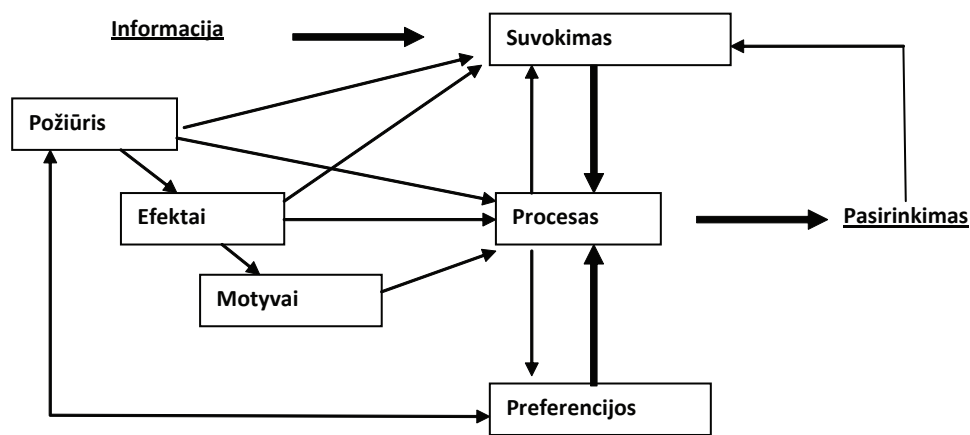 Informacija
Suvokimas
Požiūris
Efektai
Procesas
Pasirinkimas
Motyvai
Preferencijos